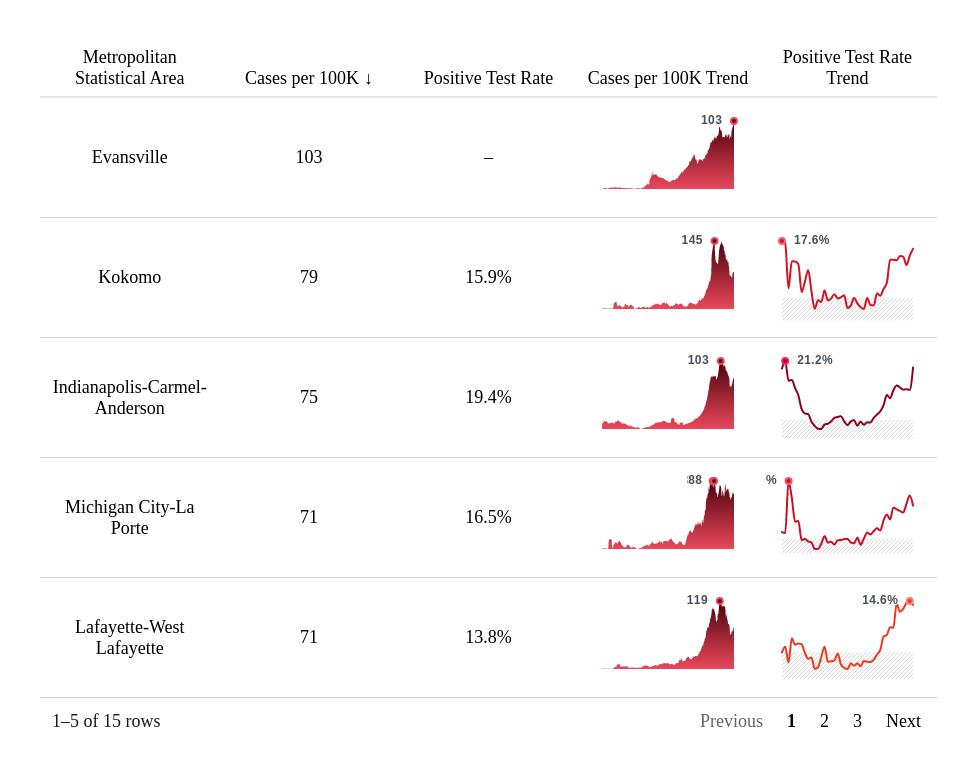 Metropolitan
Statistical Area
Cases per 100K ↓
Positive Test Rate
Cases per 100K Trend
Positive Test Rate
Trend
Evansville
103
–
103
Kokomo
79
15.9%
145
17.6%
Indianapolis-Carmel-
Anderson
75
19.4%
103
21.2%
Michigan City-La
Porte
71
16.5%
88
%
Lafayette-West
Lafayette
71
13.8%
119
14.6%
1–5 of 15 rows
Previous
1
2
3
Next